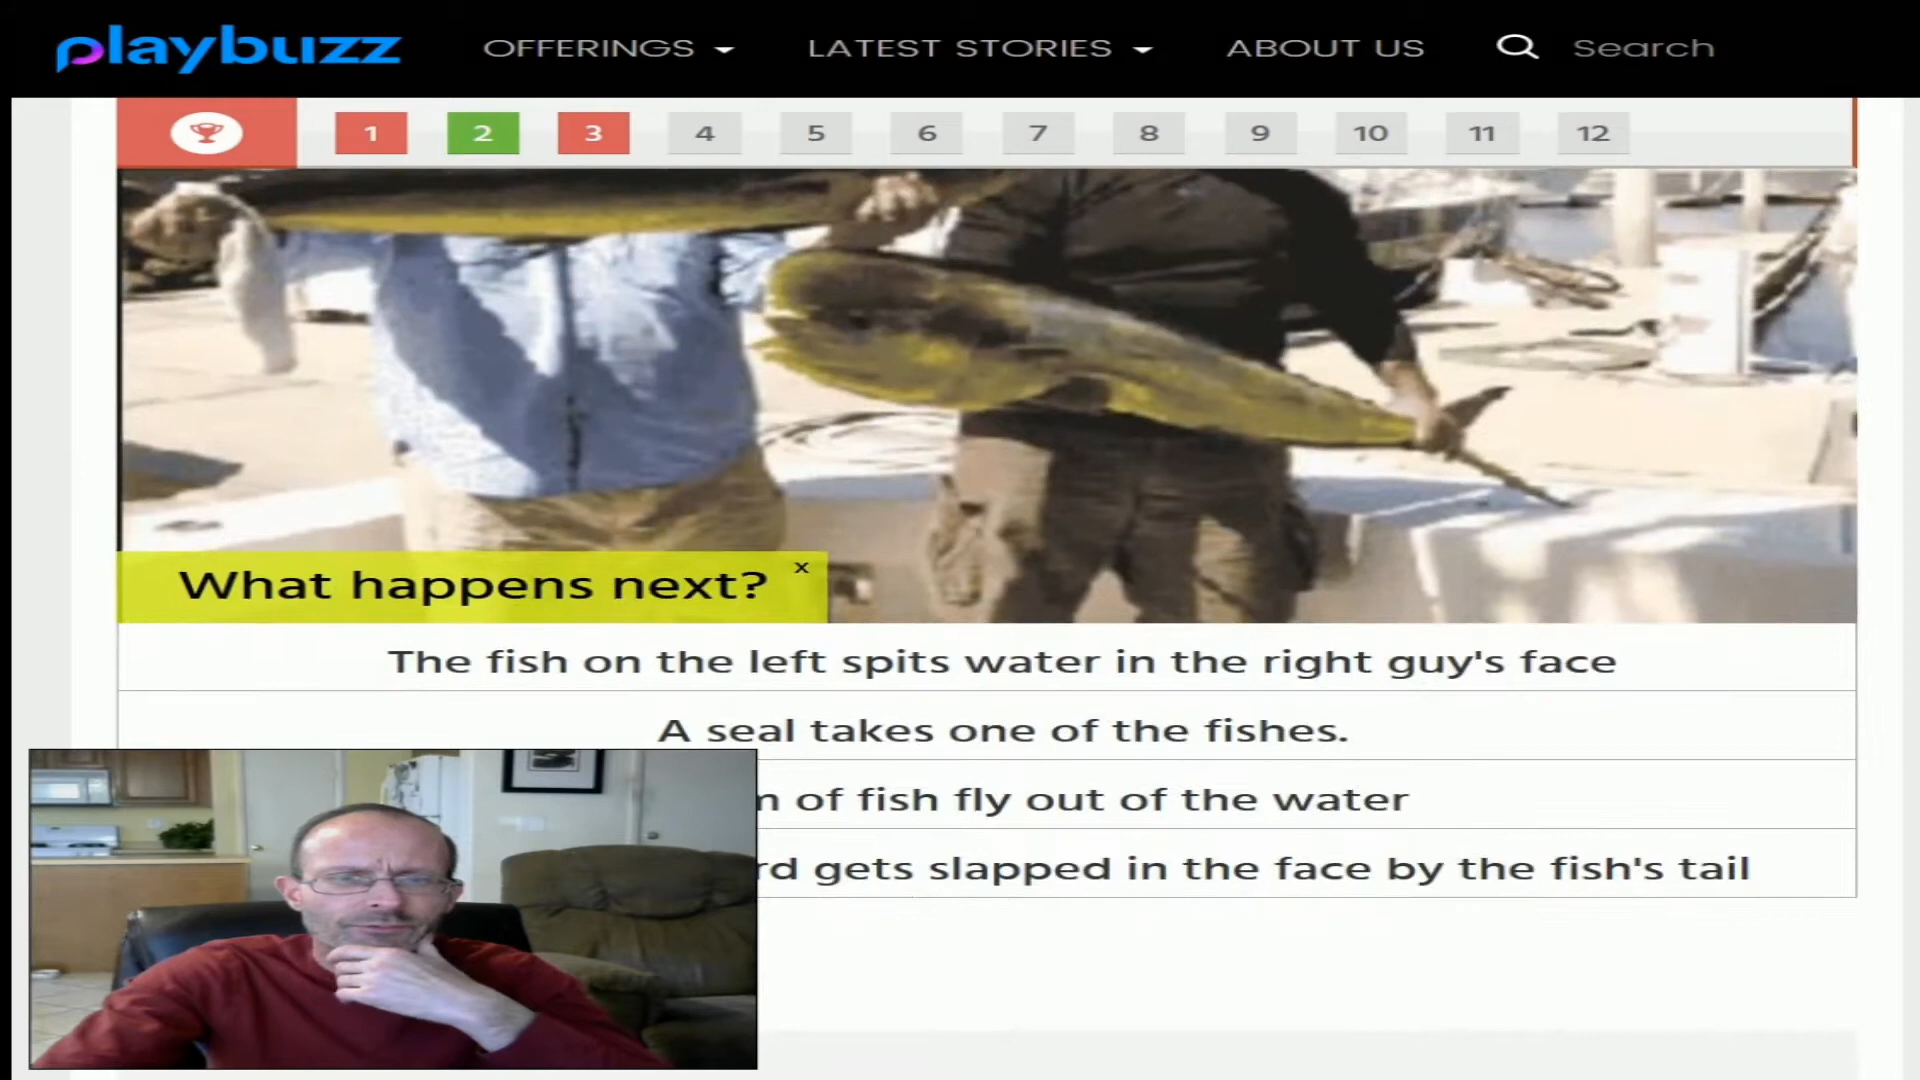 playbuzz OFFERINGS LATEST STORIES ABOUT US Search
1 2 3 4 5 6 7 8 9 10 11 12
What happens next? x
The fish on the left spits water in the right guy's face
A seal takes one of the fishes.
of fish fly out of the water
gets slapped in the face by the fish's tail